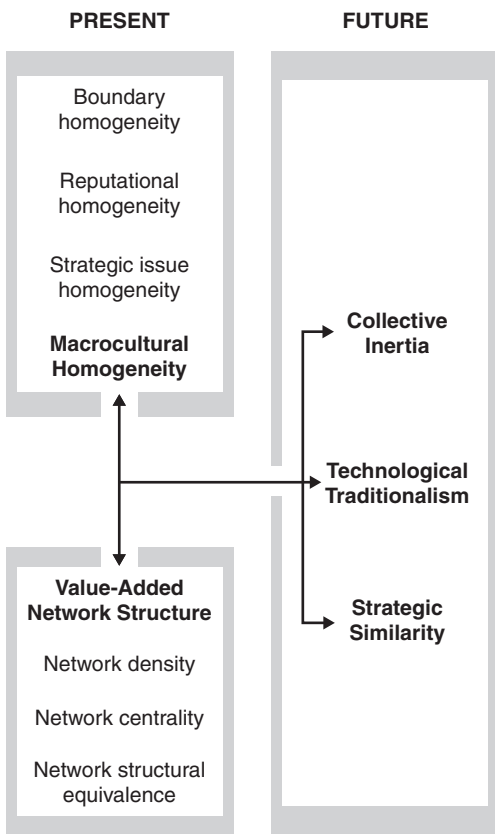 PRESENT
Boundary
homogeneity
Reputational
homogeneity
Strategic issue
homogeneity
Macrocultural
Homogeneity
Value-Added
Network Structure
Network density
Network centrality
Network structural
equivalence
FUTURE
Collective
Inertia
Technological
Traditionalism
Strategic
Similarity